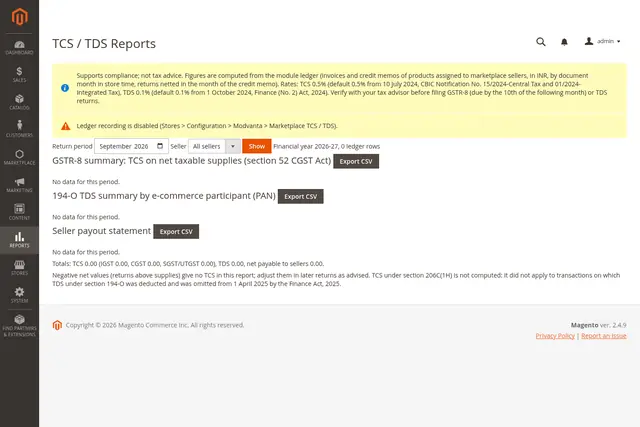 TCS / TDS Reports
admin
DASHBOARD
SALES
CATALOG
CUSTOMERS
MARKETPLACE
MARKETING
CONTENT
REPORTS
STORES
SYSTEM
FIND PARTNERS
& EXTENSIONS
Supports compliance; not tax advice. Figures are computed from the module ledger (invoices and credit memos of products assigned to marketplace sellers, in INR, by document
month in store time, returns netted in the month of the credit memo). Rates: TCS 0.5% (default 0.5% from 10 July 2024, CBIC Notification No. 15/2024-Central Tax and 01/2024-
Integrated Tax), TDS 0.1% (default 0.1% from 1 October 2024, Finance (No. 2) Act, 2024). Verify with your tax advisor before filing GSTR-8 (due by the 10th of the following month) or TDS
returns.
Ledger recording is disabled (Stores > Configuration > Modvanta > Marketplace TCS / TDS).
Return period September 2026 Seller All sellers Show Financial year 2026-27, 0 ledger rows
GSTR-8 summary: TCS on net taxable supplies (section 52 CGST Act) Export CSV
No data for this period.
194-O TDS summary by e-commerce participant (PAN) Export CSV
No data for this period.
Seller payout statement Export CSV
No data for this period.
Totals: TCS 0.00 (IGST 0.00, CGST 0.00, SGST/UTGST 0.00), TDS 0.00, net payable to sellers 0.00.
Negative net values (returns above supplies) give no TCS in this report; adjust them in later returns as advised. TCS under section 206C(1H) is not computed: it did not apply to transactions on which
TDS under section 194-O was deducted and was omitted from 1 April 2025 by the Finance Act, 2025.
Copyright © 2026 Magento Commerce Inc. All rights reserved.
Magento ver. 2.4.9
Privacy Policy | Report an Issue